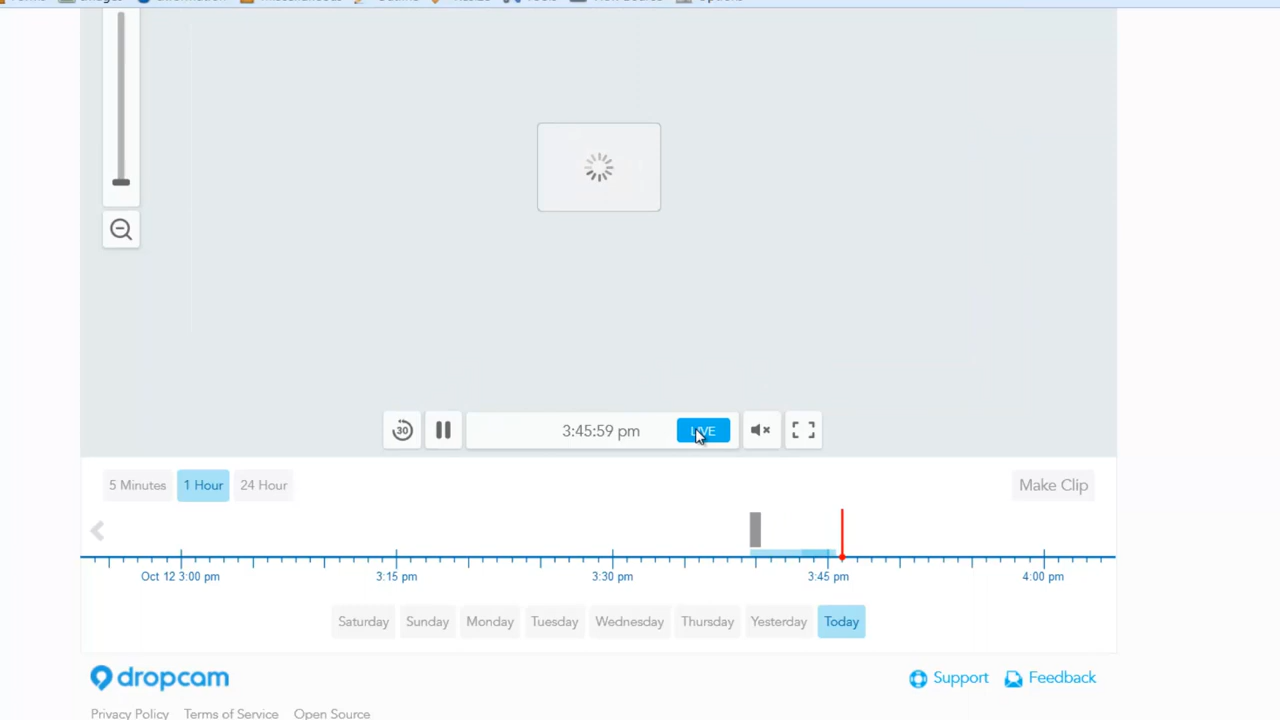 30 3:45:59 pm LIVE
5 Minutes 1 Hour 24 Hour Make Clip
Oct 12 3:00 pm 3:15 pm 3:30 pm 3:45 pm 4:00 pm
Saturday Sunday Monday Tuesday Wednesday Thursday Yesterday Today
dropcam Support Feedback
Privacy Policy Terms of Service Open Source